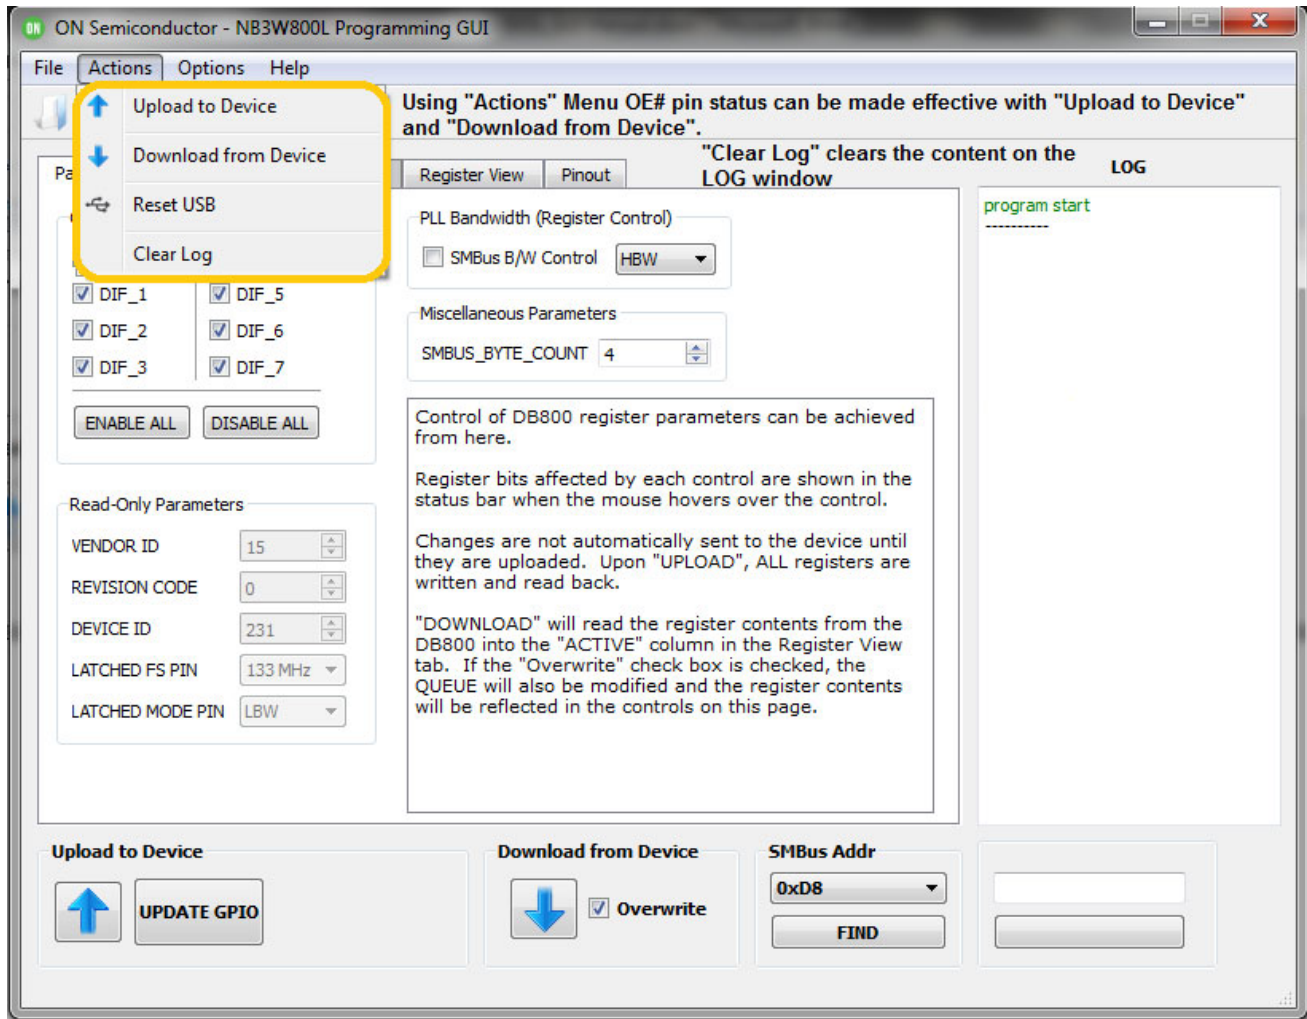 ON Semiconductor - NB3W800L Programming GUI
File Actions Options Help
Upload to Device
Download from Device
Reset USB
Clear Log
Using "Actions" Menu OE# pin status can be made effective with "Upload to Device"
and "Download from Device".
"Clear Log" clears the content on the
LOG window
Register View Pinout
LOG
program start
----------
DIF_1 DIF_5
DIF_2 DIF_6
DIF_3 DIF_7
ENABLE ALL DISABLE ALL
PLL Bandwidth (Register Control)
SMBus B/W Control HBW
Miscellaneous Parameters
SMBUS_BYTE_COUNT 4
Read-Only Parameters
VENDOR ID 15
REVISION CODE 0
DEVICE ID 231
LATCHED FS PIN 133 MHz
LATCHED MODE PIN LBW
Control of DB800 register parameters can be achieved
from here.
Register bits affected by each control are shown in the
status bar when the mouse hovers over the control.
Changes are not automatically sent to the device until
they are uploaded.  Upon "UPLOAD", ALL registers are
written and read back.
"DOWNLOAD" will read the register contents from the
DB800 into the "ACTIVE" column in the Register View
tab.  If the "Overwrite" check box is checked, the
QUEUE will also be modified and the register contents
will be reflected in the controls on this page.
Upload to Device
UPDATE GPIO
Download from Device
Overwrite
SMBus Addr
0xD8
FIND